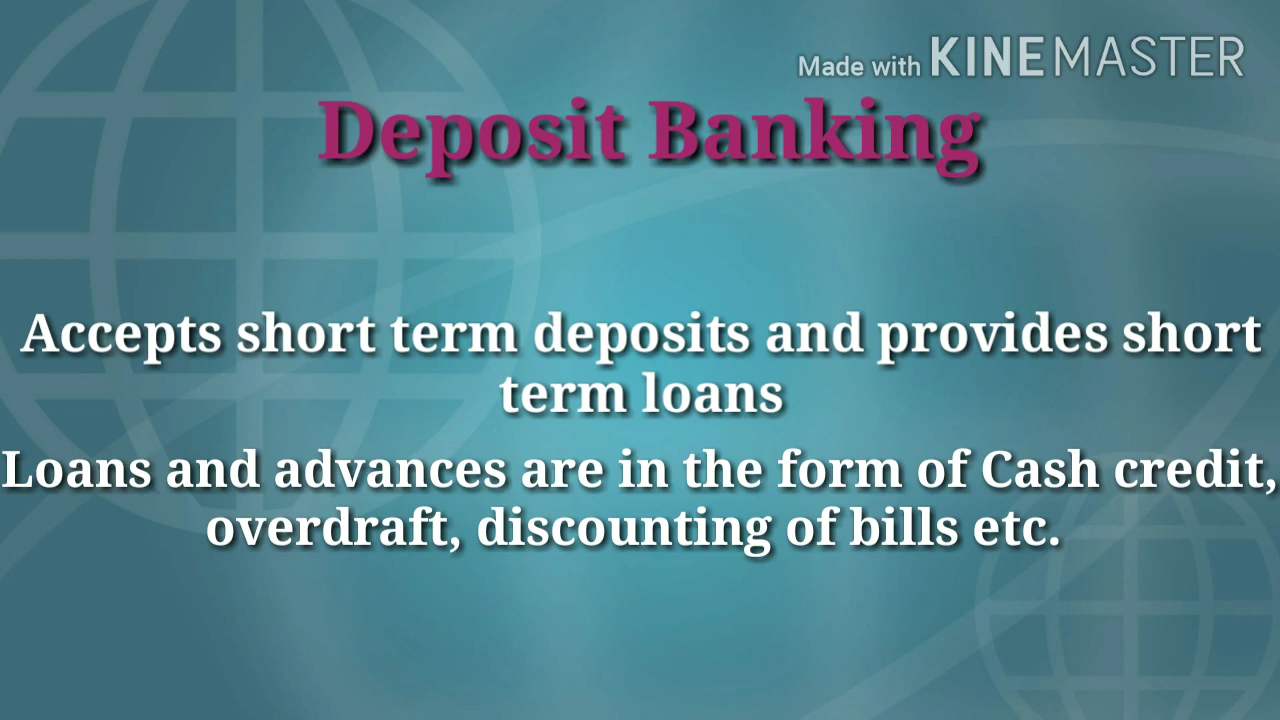 Made with KINEMASTER
Deposit Banking
Accepts short term deposits and provides short
term loans
Loans and advances are in the form of Cash credit,
overdraft, discounting of bills etc.